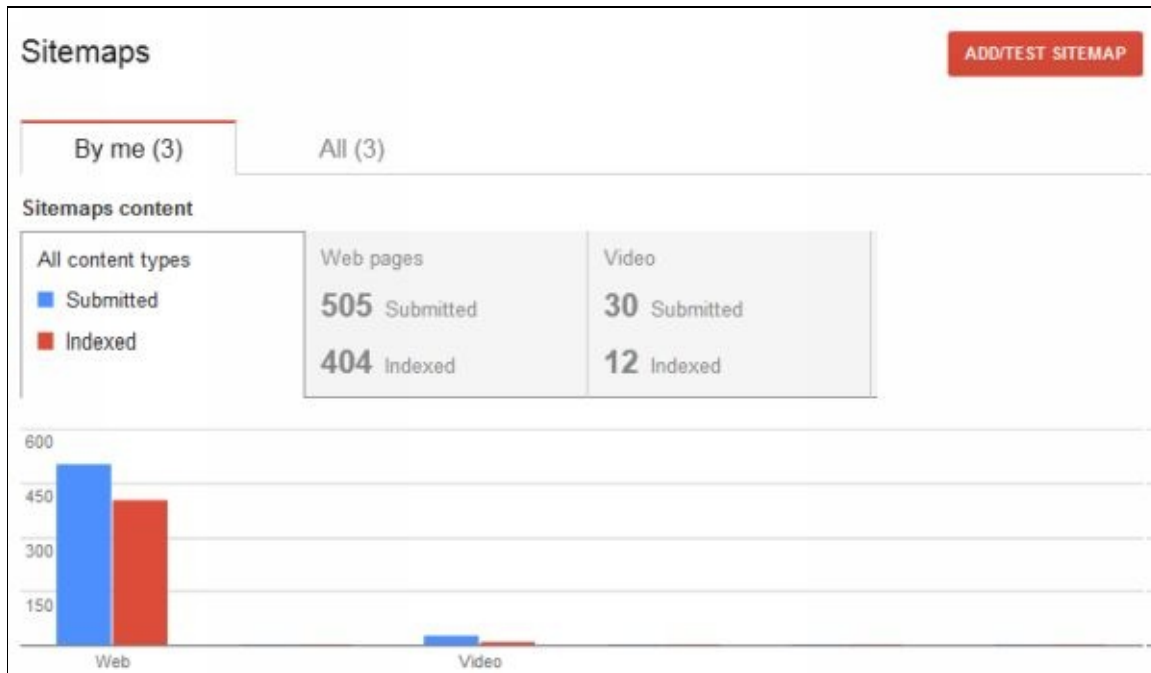 Sitemaps
ADD/TEST SITEMAP
By me (3)
All (3)
Sitemaps content
All content types
Submitted
Indexed
Web pages
505 Submitted
404 Indexed
Video
30 Submitted
12 Indexed
600
450
300
150
Web
Video